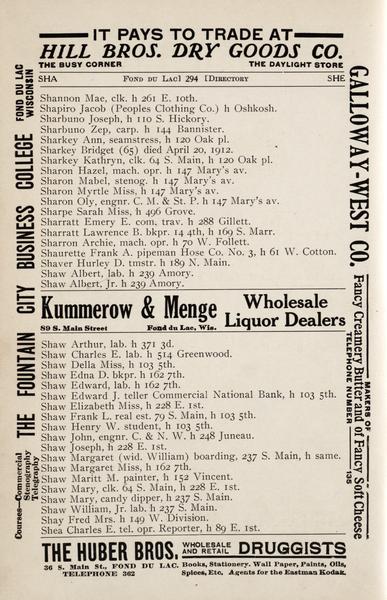 IT PAYS TO TRADE AT
HILL BROS. DRY GOODS CO.
THE BUSY CORNER THE DAYLIGHT STORE
SHA FOND DU LAC] 294 [DIRECTORY SHE
Shannon Mae, clk. h 261 E. 10th.
Shapiro Jacob (Peoples Clothing Co.) h Oshkosh.
Sharbuno Joseph, h 110 S. Hickory.
Sharbuno Zep, carp. h 144 Bannister.
Sharkey Ann, seamstress, h 120 Oak pl.
Sharkey Bridget (65) died April 20, 1912.
Sharkey Kathryn, clk. 64 S. Main, h 120 Oak pl.
Sharon Hazel, mach. opr. h 147 Mary's av.
Sharon Mabel, stenog. h 147 Mary's av.
Sharon Myrtle Miss, h 147 Mary's av.
Sharon Oly, engnr. C. M. & St. P. h 147 Mary's av.
Sharpe Sarah Miss, h 496 Grove.
Sharratt Emery E. com. trav. h 288 Gillett.
Sharratt Lawrence B. bkpr. 14 4th, h 169 S. Marr.
Sharron Archie, mach. opr. h 70 W. Follett.
Shaurette Frank A. pipeman Hose Co. No. 3, h 61 W. Cotton.
Shaver Hurley D. tmstr. h 189 N. Main.
Shaw Albert, lab. h 239 Amory.
Shaw Albert, Jr. h 239 Amory.
Kummerow & Menge Wholesale Liquor Dealers
89 S. Main Street Fond du Lac, Wis.
Shaw Arthur, lab. h 371 3d.
Shaw Charles E. lab. h 514 Greenwood.
Shaw Della Miss, h 103 5th.
Shaw Edna D. bkpr. h 162 7th.
Shaw Edward, lab. h 162 7th.
Shaw Edward J. teller Commercial National Bank, h 103 5th.
Shaw Elizabeth Miss, h 228 E. 1st.
Shaw Frank L. real est. 79 S. Main, h 103 5th.
Shaw Henry W. student, h 103 5th.
Shaw John, engnr. C. & N. W. h 248 Juneau.
Shaw Joseph, h 228 E. 1st.
Shaw Margaret (wid. William) boarding, 237 S. Main, h same.
Shaw Margaret Miss, h 162 7th.
Shaw Maritt M. painter, h 152 Vincent.
Shaw Mary, clk. 64 S. Main, h 228 E. 1st.
Shaw Mary, candy dipper, h 237 S. Main.
Shaw William, Jr. lab. h 237 S. Main.
Shay Fred Mrs. h 149 W. Division.
Shea Charles E. tel. opr. Court Reporter, h 89 E. 1st.
THE HUBER BROS. WHOLESALE AND RETAIL DRUGGISTS
36 S. Main St., FOND DU LAC. Books, Stationery. Wall Paper, Paints, Oils,
TELEPHONE 362 Spices, Etc. Agents for the Eastman Kodak.
THE FOUNTAIN CITY BUSINESS COLLEGE FOND DU LAC WISCONSIN
Courses—Commercial
Stenography
Telegraphy
GALLOWAY-WEST CO.
MAKERS OF
Fancy Creamery Butter and of Fancy Soft Cheese
TELEPHONE NUMBER 135